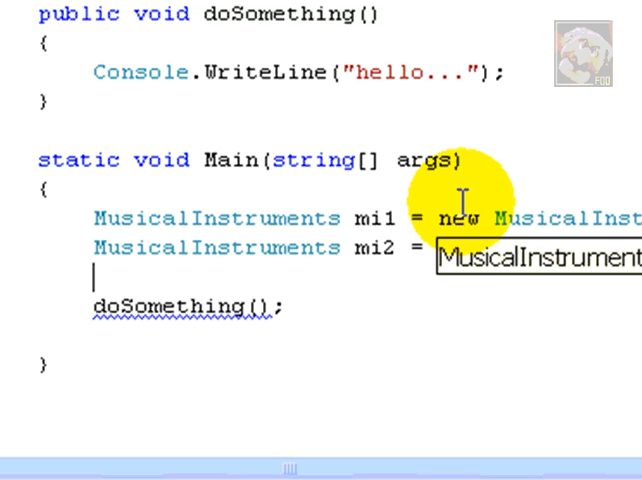 public void doSomething()
{
Console.WriteLine("hello...");
}
static void Main(string[] args)
{
MusicalInstruments mi1 = new MusicalInst
MusicalInstruments mi2 =
MusicalInstrument
doSomething();
}
FOD